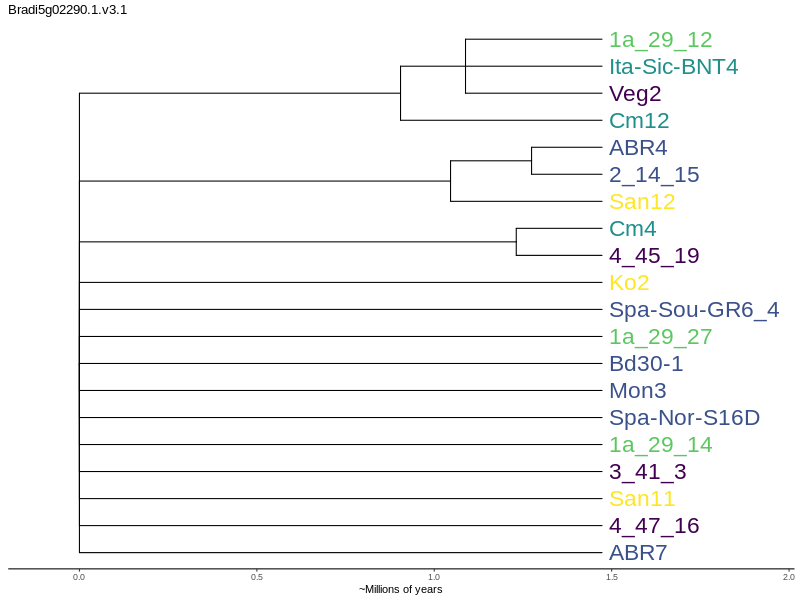 Bradi5g02290.1.v3.1
1a_29_12
Ita-Sic-BNT4
Veg2
Cm12
ABR4
2_14_15
San12
Cm4
4_45_19
Ko2
Spa-Sou-GR6_4
1a_29_27
Bd30-1
Mon3
Spa-Nor-S16D
1a_29_14
3_41_3
San11
4_47_16
ABR7
0.0 0.5 1.0 1.5 2.0
~Millions of years